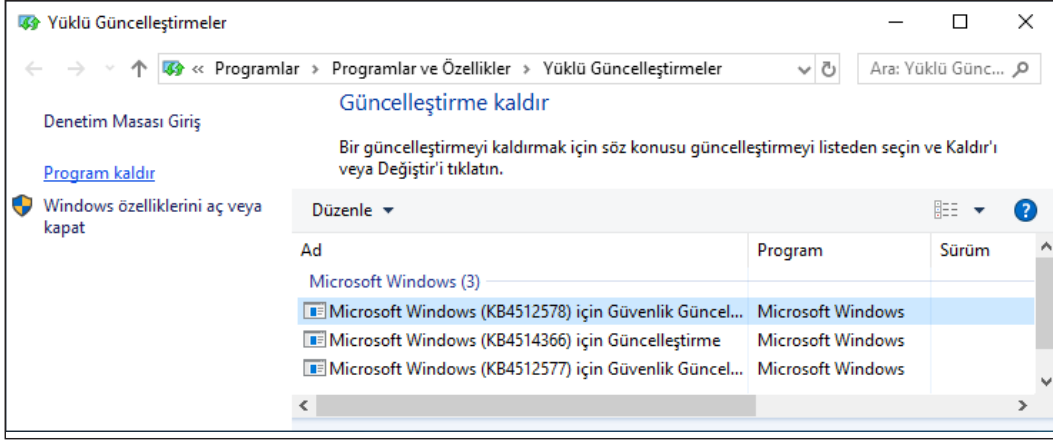 Yüklü Güncelleştirmeler
« Programlar › Programlar ve Özellikler › Yüklü Güncelleştirmeler
Ara: Yüklü Günc...
Denetim Masası Giriş
Program kaldır
Windows özelliklerini aç veya
kapat
Güncelleştirme kaldır
Bir güncelleştirmeyi kaldırmak için söz konusu güncelleştirmeyi listeden seçin ve Kaldır'ı
veya Değiştir'i tıklatın.
Düzenle
Ad Program Sürüm
Microsoft Windows (3)
Microsoft Windows (KB4512578) için Güvenlik Güncel... Microsoft Windows
Microsoft Windows (KB4514366) için Güncelleştirme Microsoft Windows
Microsoft Windows (KB4512577) için Güvenlik Güncel... Microsoft Windows